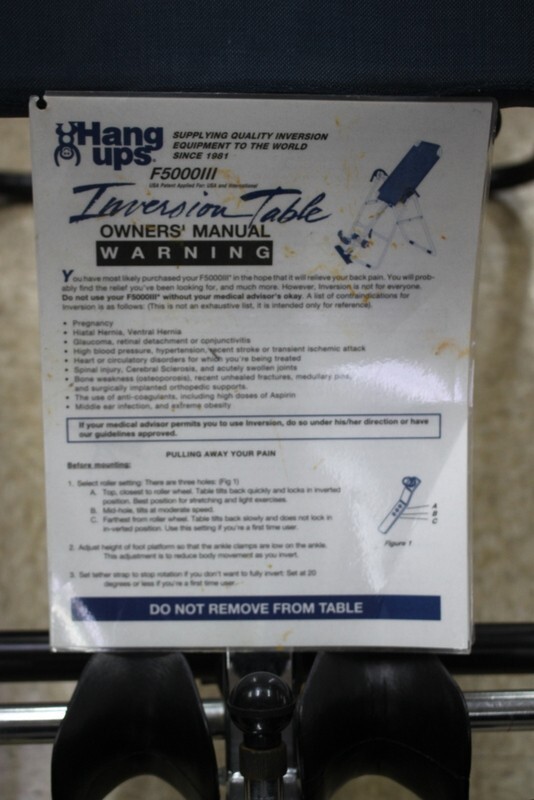 Hang ups®
SUPPLYING QUALITY INVERSION
EQUIPMENT TO THE WORLD
SINCE 1981
F5000III
USA Patent Applied For: USA and International
Inversion Table
OWNERS' MANUAL
WARNING
You have most likely purchased your F5000III® in the hope that it will relieve your back pain. You will prob-
ably find the relief you've been looking for, and much more. However, Inversion is not for everyone.
Do not use your F5000III® without your medical advisor's okay. A list of contraindications for
Inversion is as follows: (This is not an exhaustive list, it is intended only for reference).
• Pregnancy
• Hiatal Hernia, Ventral Hernia
• Glaucoma, retinal detachment or conjunctivitis
• High blood pressure, hypertension, recent stroke or transient ischemic attack
• Heart or circulatory disorders for which you're being treated
• Spinal injury, Cerebral Sclerosis, and acutely swollen joints
• Bone weakness (osteoporosis), recent unhealed fractures, medullary pins,
and surgically implanted orthopedic supports.
• The use of anti-coagulants, including high doses of Aspirin
• Middle ear infection, and extreme obesity
If your medical advisor permits you to use Inversion, do so under his/her direction or have
our guidelines approved.
PULLING AWAY YOUR PAIN
Before mounting:
1. Select roller setting: There are three holes: (Fig 1)
A. Top, closest to roller wheel. Table tilts back quickly and locks in inverted
position. Best position for stretching and light exercises.
B. Mid-hole, tilts at moderate speed.
C. Farthest from roller wheel. Table tilts back slowly and does not lock in
in-verted position. Use this setting if you're a first time user.
A
B
C
Figure 1
2. Adjust height of foot platform so that the ankle clamps are low on the ankle.
This adjustment is to reduce body movement as you invert.
3. Set tether strap to stop rotation if you don't want to fully invert. Set at 20
degrees or less if you're a first time user.
DO NOT REMOVE FROM TABLE